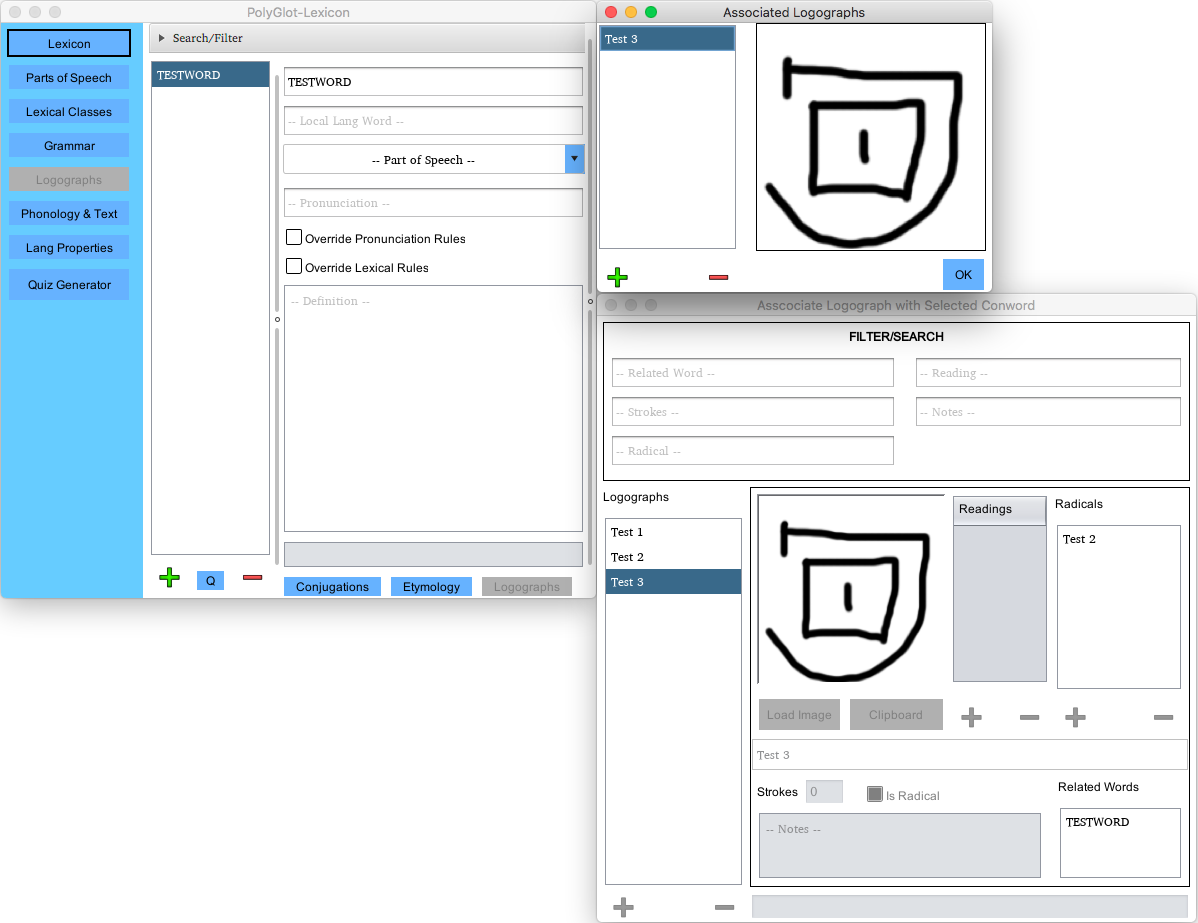 PolyGlot-Lexicon
Lexicon
Parts of Speech
Lexical Classes
Grammar
Logographs
Phonology & Text
Lang Properties
Quiz Generator
Search/Filter
TESTWORD
TESTWORD
-- Local Lang Word --
-- Part of Speech --
-- Pronunciation --
Override Pronunciation Rules
Override Lexical Rules
-- Definition --
Q
Conjugations
Etymology
Logographs
Associated Logographs
Test 3
OK
Asscociate Logograph with Selected Conword
FILTER/SEARCH
-- Related Word --
-- Reading --
-- Strokes --
-- Notes --
-- Radical --
Logographs
Test 1
Test 2
Test 3
Readings
Radicals
Test 2
Load Image
Clipboard
Test 3
Strokes
0
Is Radical
Related Words
-- Notes --
TESTWORD